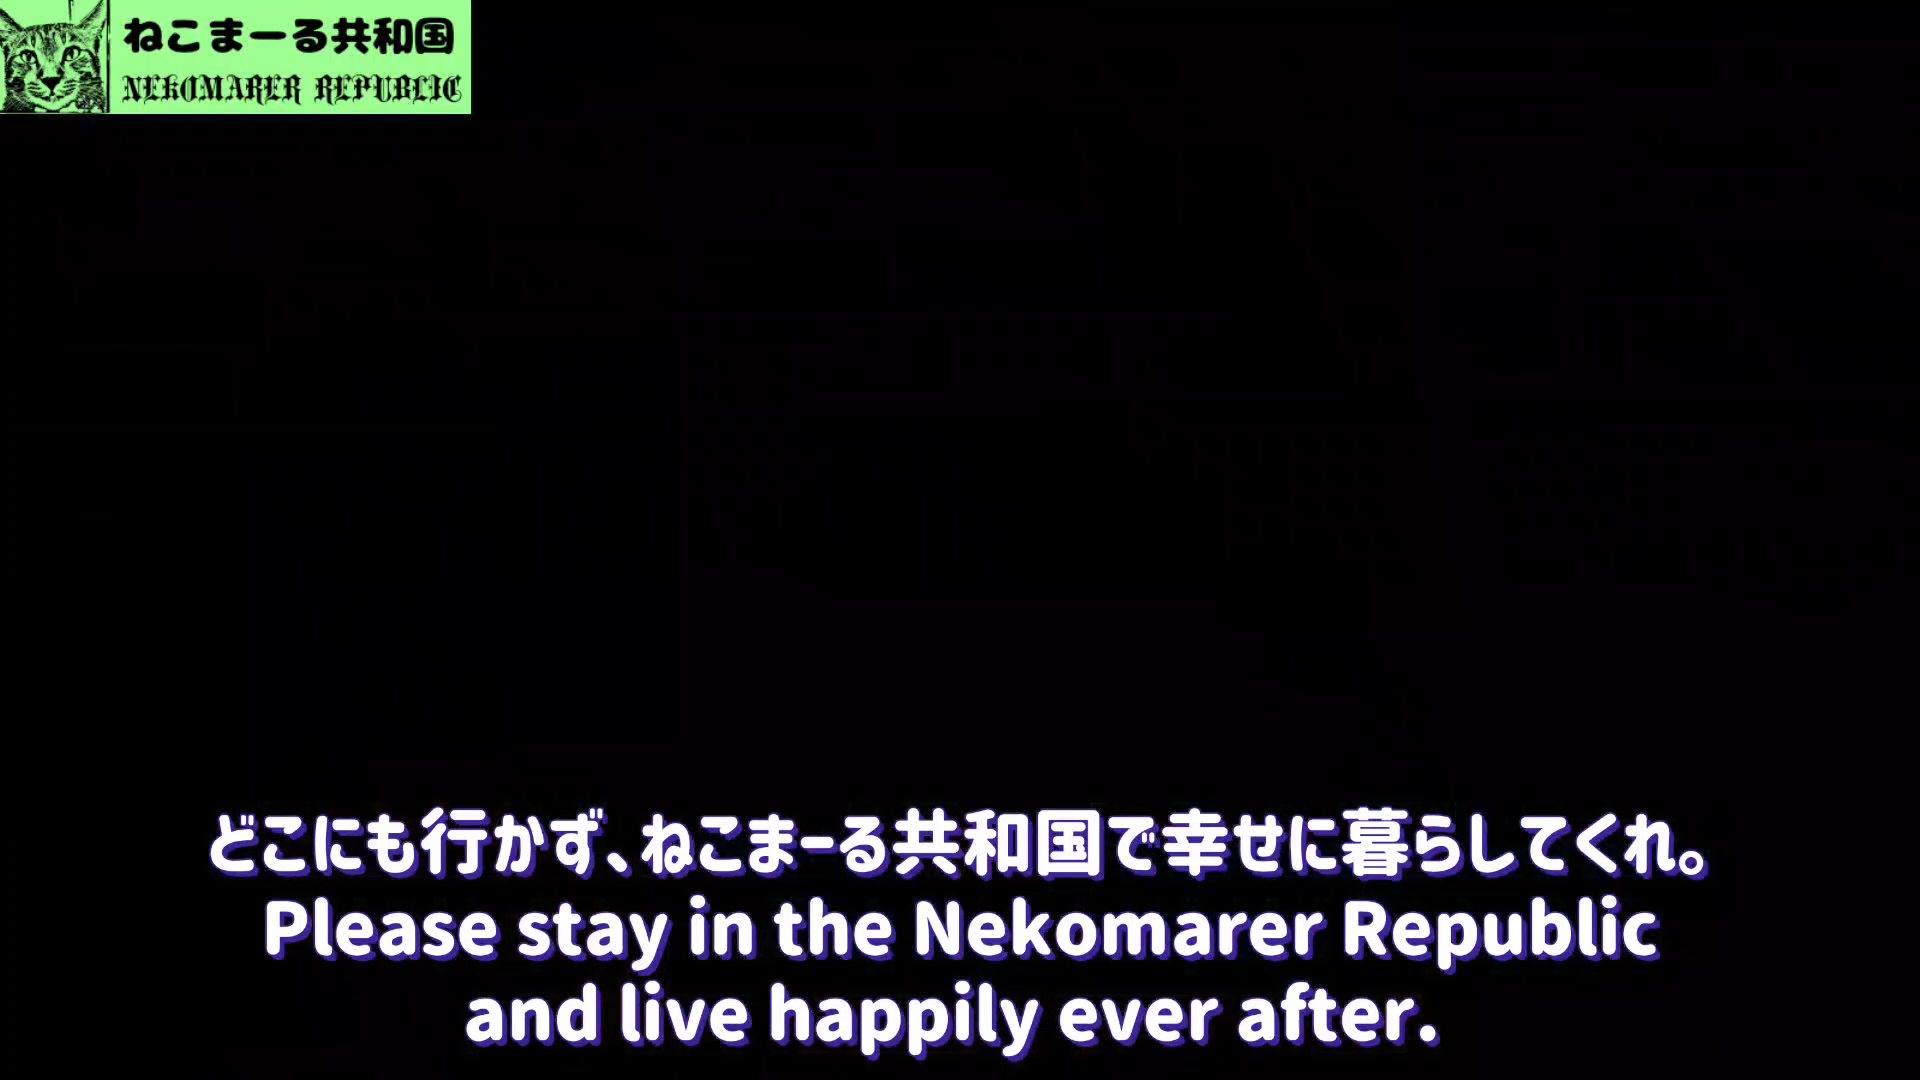 ねこまーる共和国
NEKOMARER REPUBLIC
どこにも行かず、ねこまーる共和国で幸せに暮らしてくれ。
Please stay in the Nekomarer Republic
and live happily ever after.